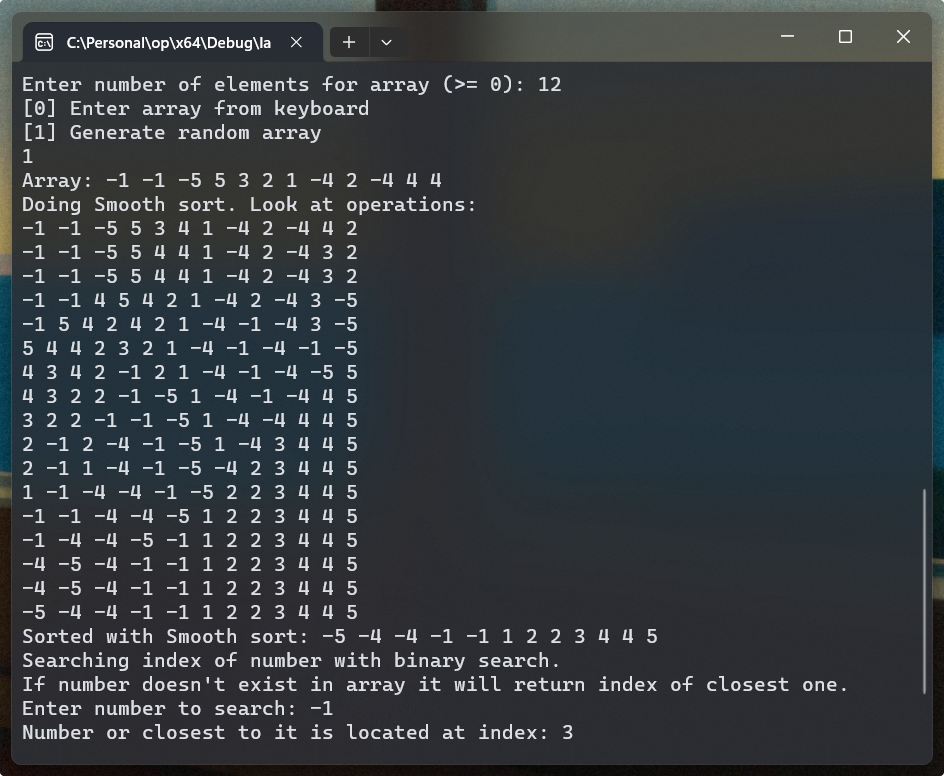 C:\Personal\op\x64\Debug\la
Enter number of elements for array (>= 0): 12
[0] Enter array from keyboard
[1] Generate random array
1
Array: -1 -1 -5 5 3 2 1 -4 2 -4 4 4
Doing Smooth sort. Look at operations:
-1 -1 -5 5 3 4 1 -4 2 -4 4 2
-1 -1 -5 5 4 4 1 -4 2 -4 3 2
-1 -1 -5 5 4 4 1 -4 2 -4 3 2
-1 -1 4 5 4 2 1 -4 2 -4 3 -5
-1 5 4 2 4 2 1 -4 -1 -4 3 -5
5 4 4 2 3 2 1 -4 -1 -4 -1 -5
4 3 4 2 -1 2 1 -4 -1 -4 -5 5
4 3 2 2 -1 -5 1 -4 -1 -4 4 5
3 2 2 -1 -1 -5 1 -4 -4 4 4 5
2 -1 2 -4 -1 -5 1 -4 3 4 4 5
2 -1 1 -4 -1 -5 -4 2 3 4 4 5
1 -1 -4 -4 -1 -5 2 2 3 4 4 5
-1 -1 -4 -4 -5 1 2 2 3 4 4 5
-1 -4 -4 -5 -1 1 2 2 3 4 4 5
-4 -5 -4 -1 -1 1 2 2 3 4 4 5
-4 -5 -4 -1 -1 1 2 2 3 4 4 5
-5 -4 -4 -1 -1 1 2 2 3 4 4 5
Sorted with Smooth sort: -5 -4 -4 -1 -1 1 2 2 3 4 4 5
Searching index of number with binary search.
If number doesn't exist in array it will return index of closest one.
Enter number to search: -1
Number or closest to it is located at index: 3